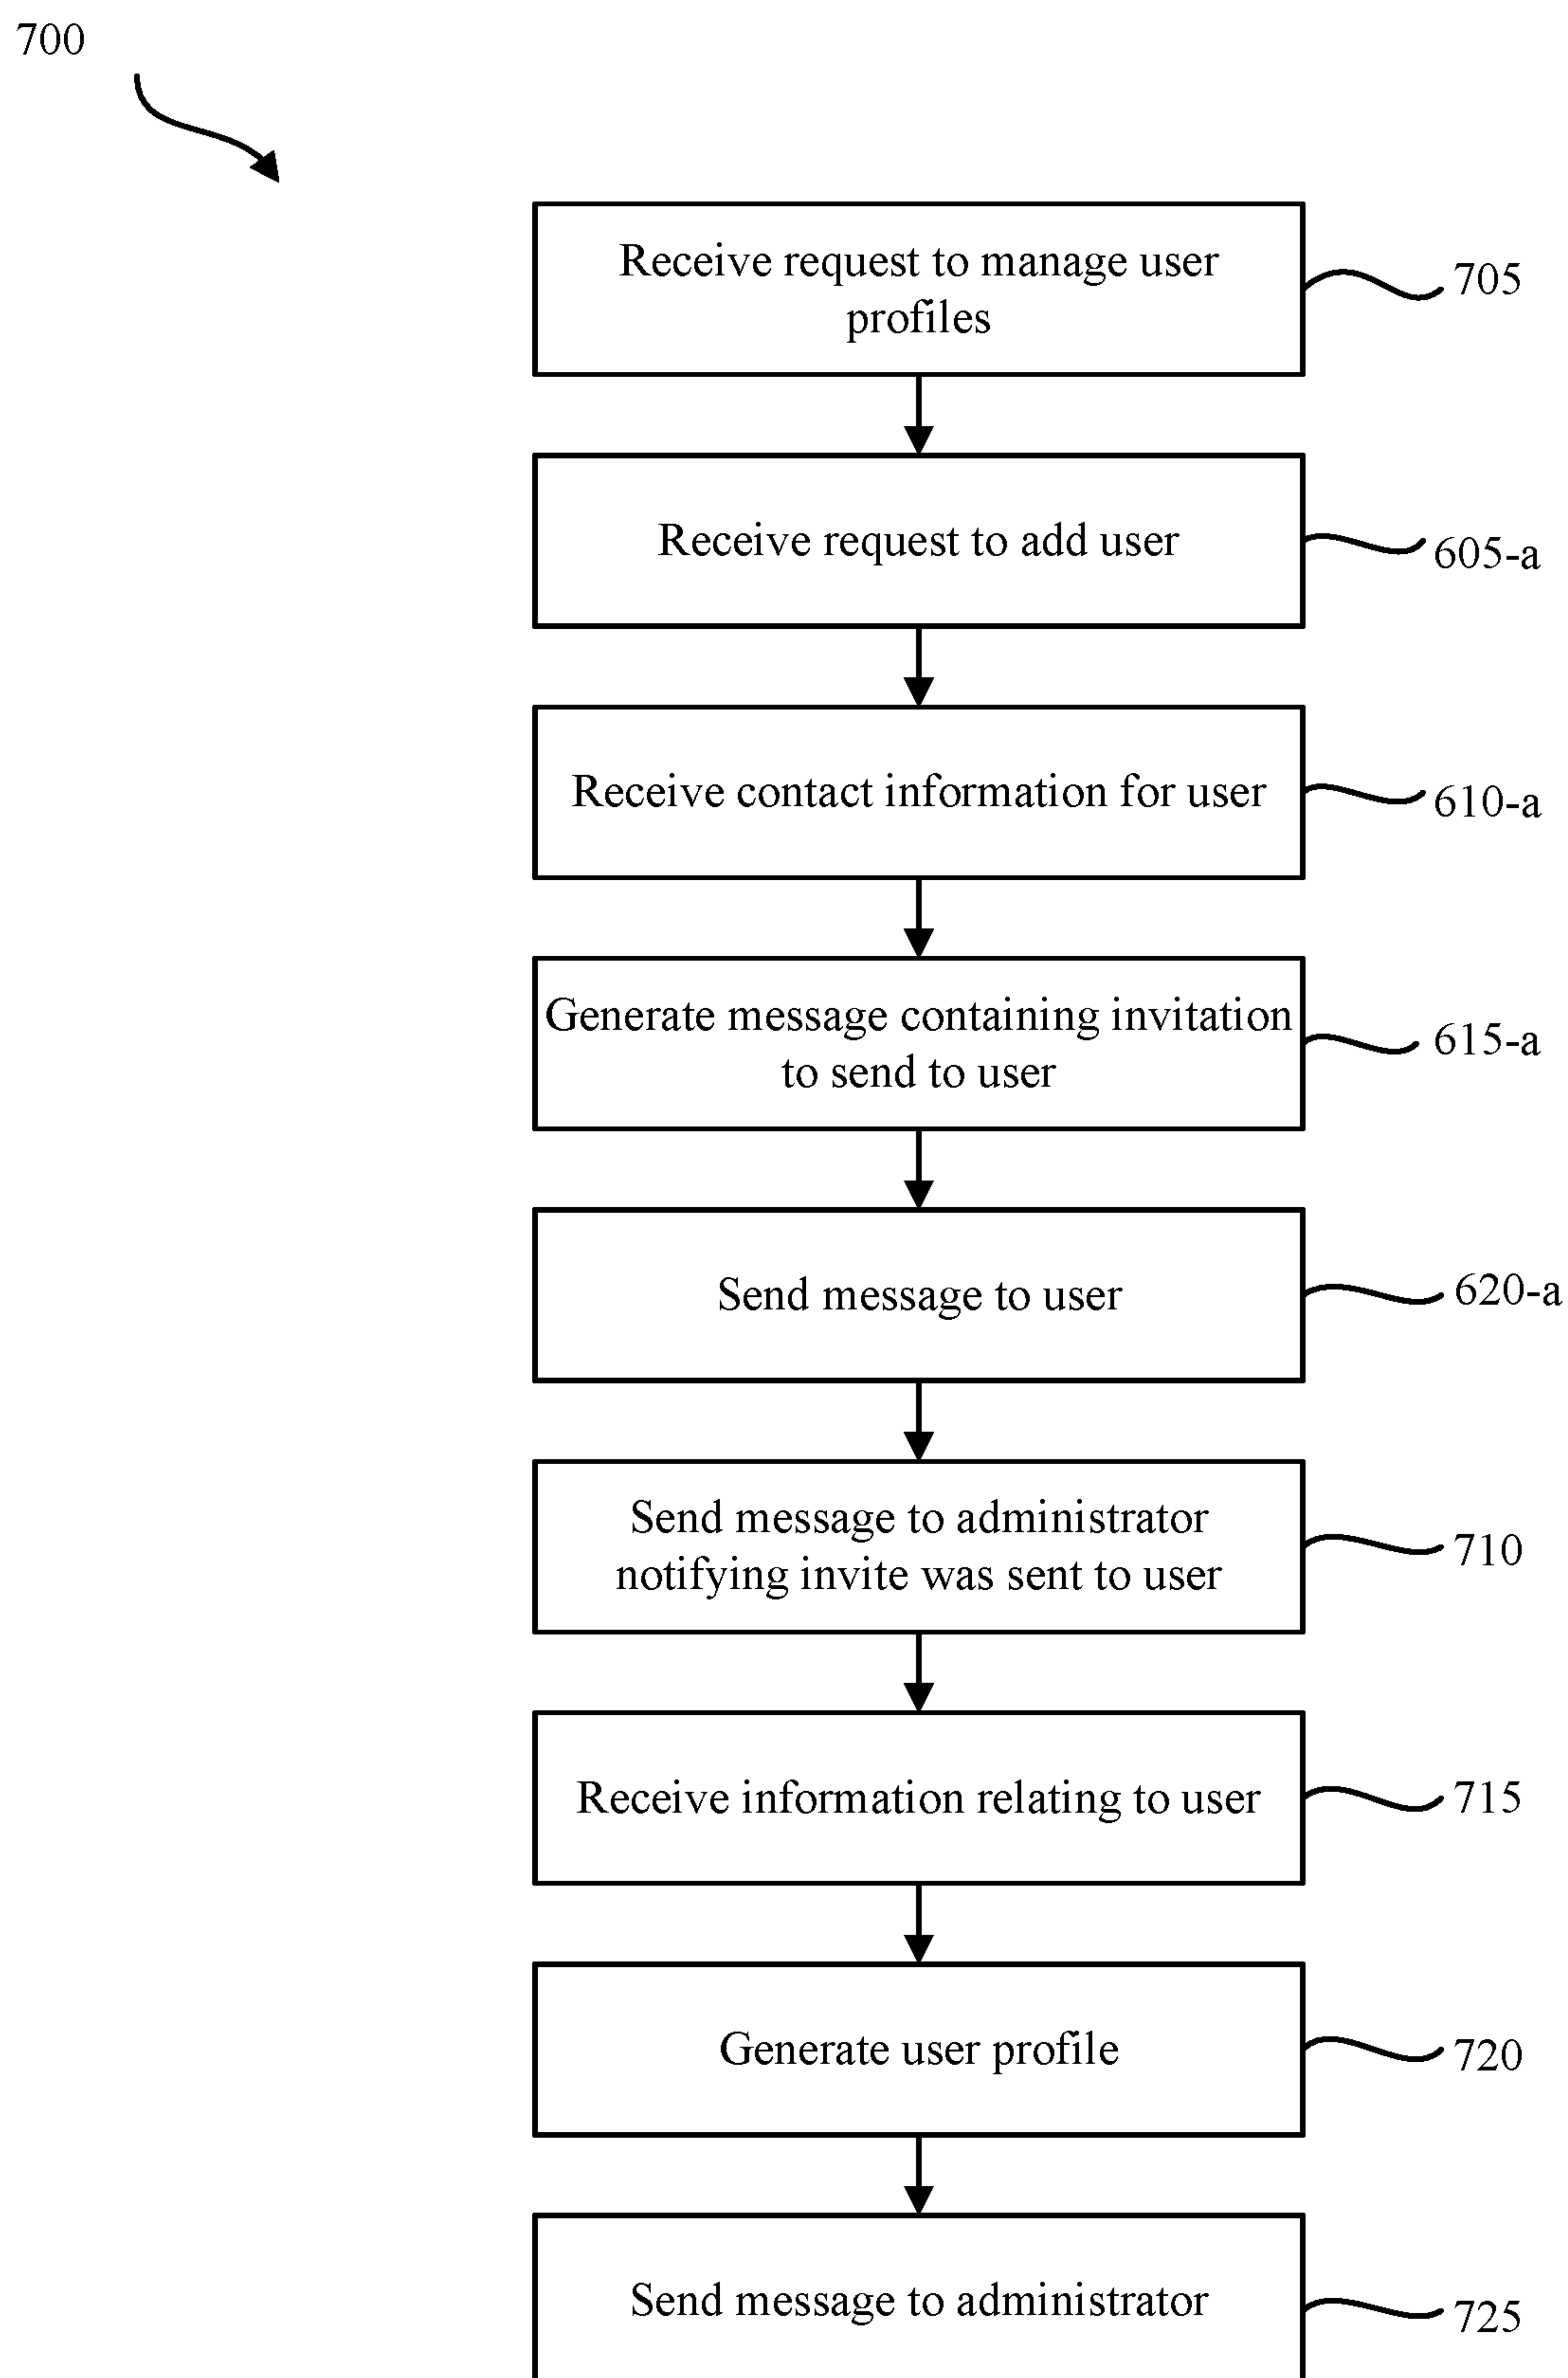 700
Receive request to manage user
profiles
705
Receive request to add user
605-a
Receive contact information for user
610-a
Generate message containing invitation
to send to user
615-a
Send message to user
620-a
Send message to administrator
notifying invite was sent to user
710
Receive information relating to user
715
Generate user profile
720
Send message to administrator
725